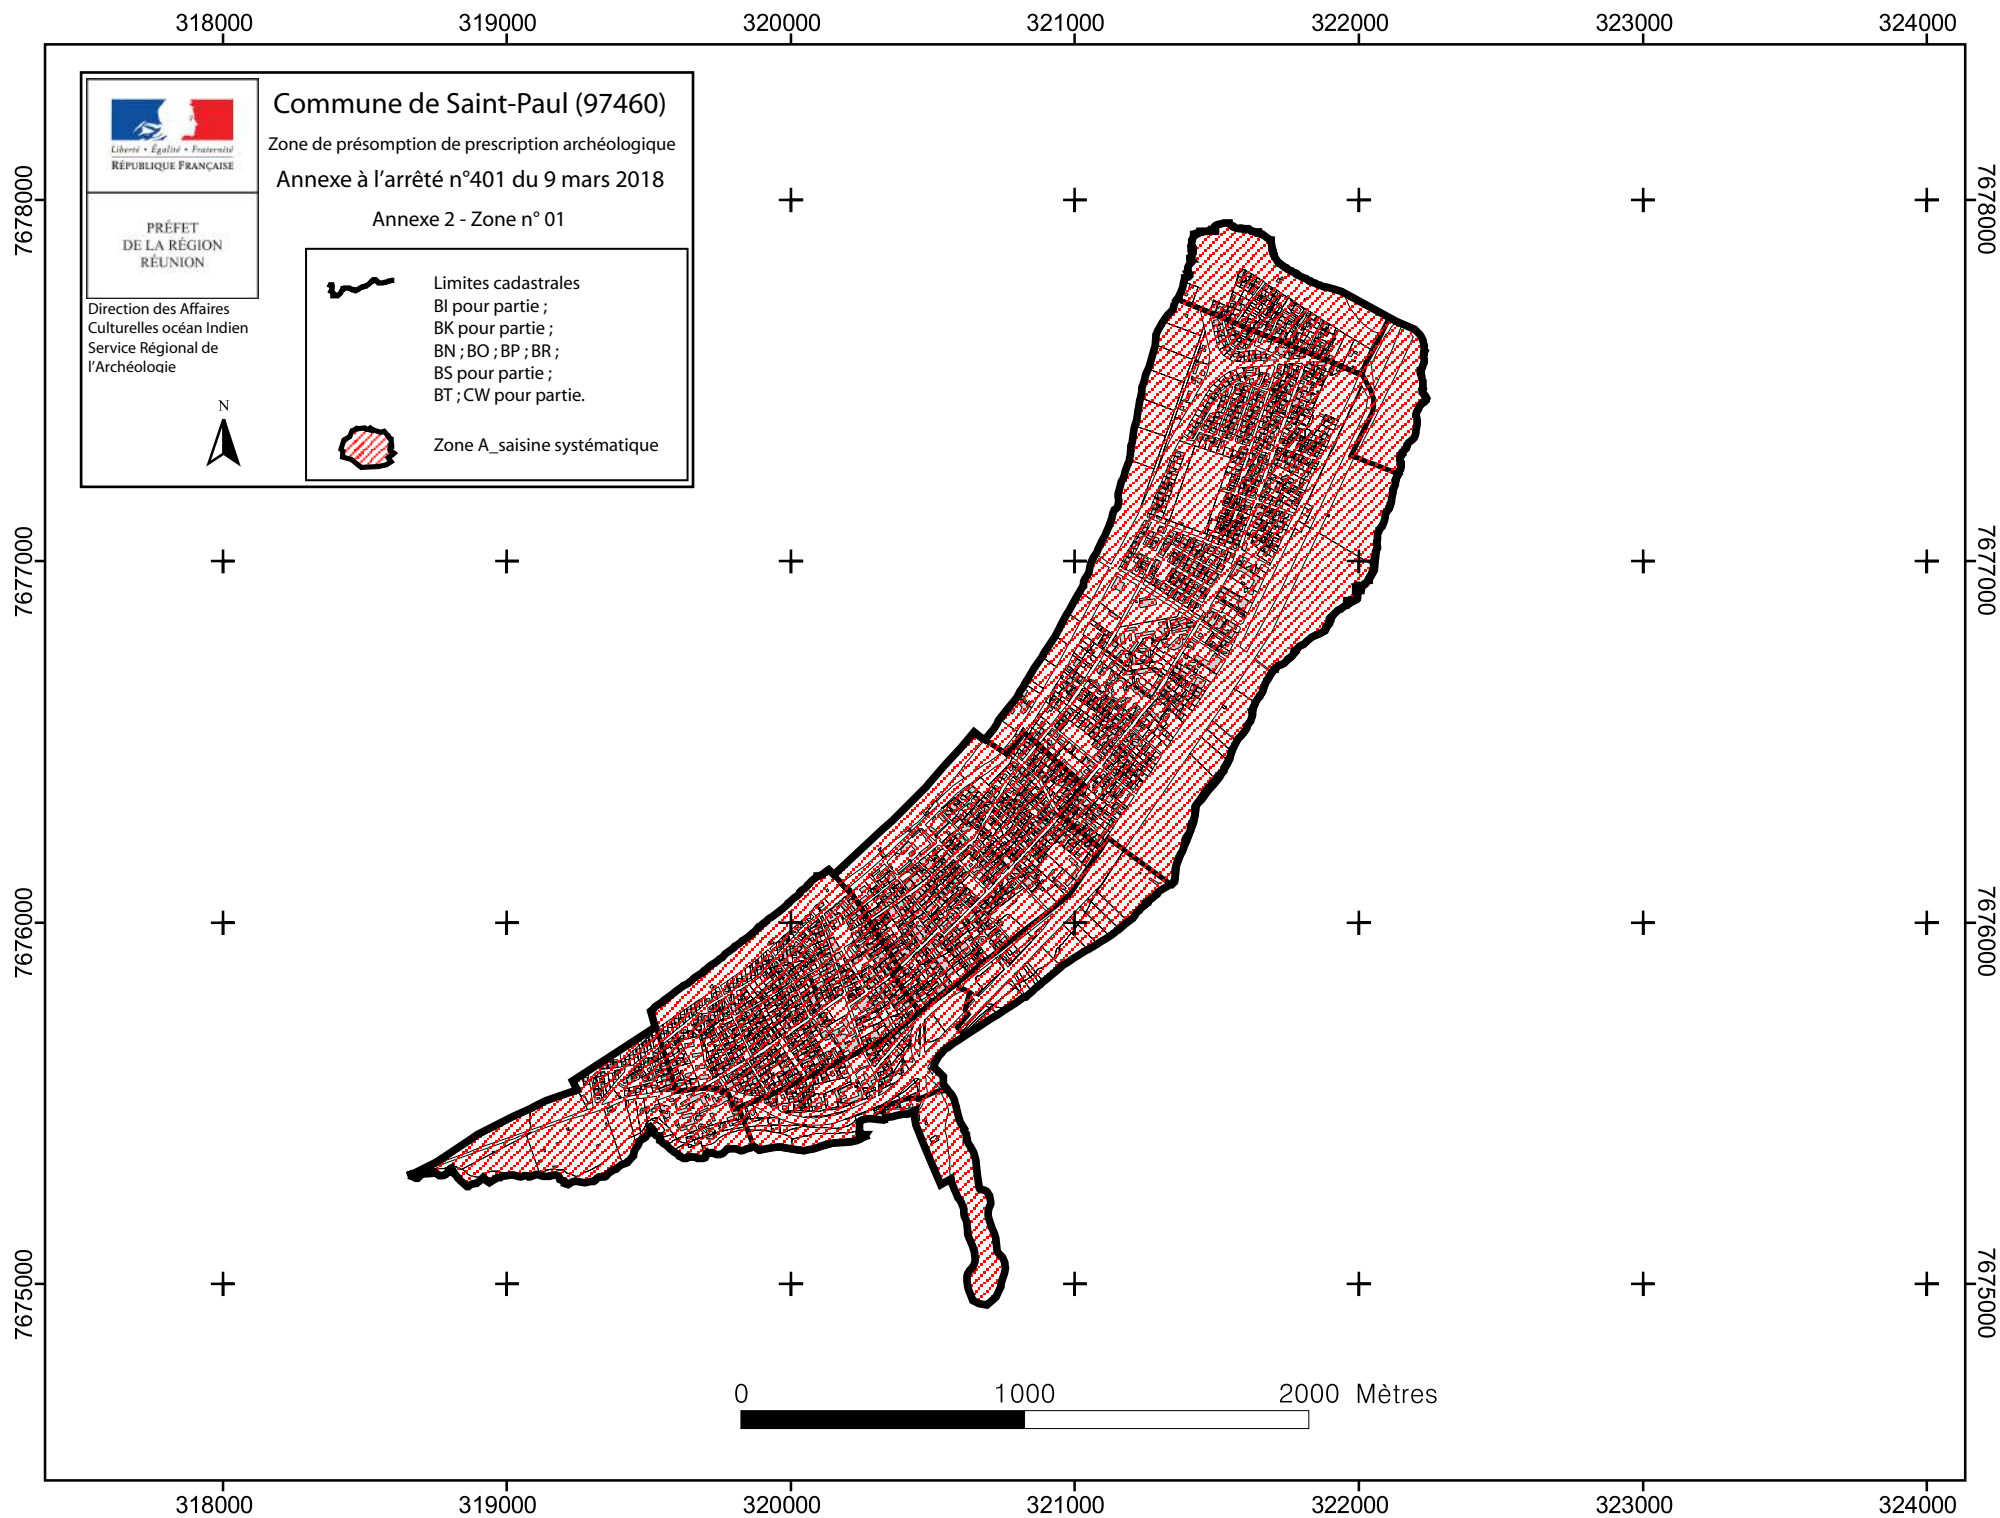 318000 319000 320000 321000 322000 323000 324000
Liberté • Égalité • Fraternité
RÉPUBLIQUE FRANÇAISE
PRÉFET
DE LA RÉGION
RÉUNION
Direction des Affaires
Culturelles océan Indien
Service Régional de
l'Archéologie
N
Commune de Saint-Paul (97460)
Zone de présomption de prescription archéologique
Annexe à l'arrêté n°401 du 9 mars 2018
Annexe 2 - Zone n° 01
Limites cadastrales
BI pour partie ;
BK pour partie ;
BN ; BO ; BP ; BR ;
BS pour partie ;
BT ; CW pour partie.
Zone A_saisine systématique
7678000
7677000
7676000
7675000
7678000
7677000
7676000
7675000
0 1000 2000 Mètres
318000 319000 320000 321000 322000 323000 324000